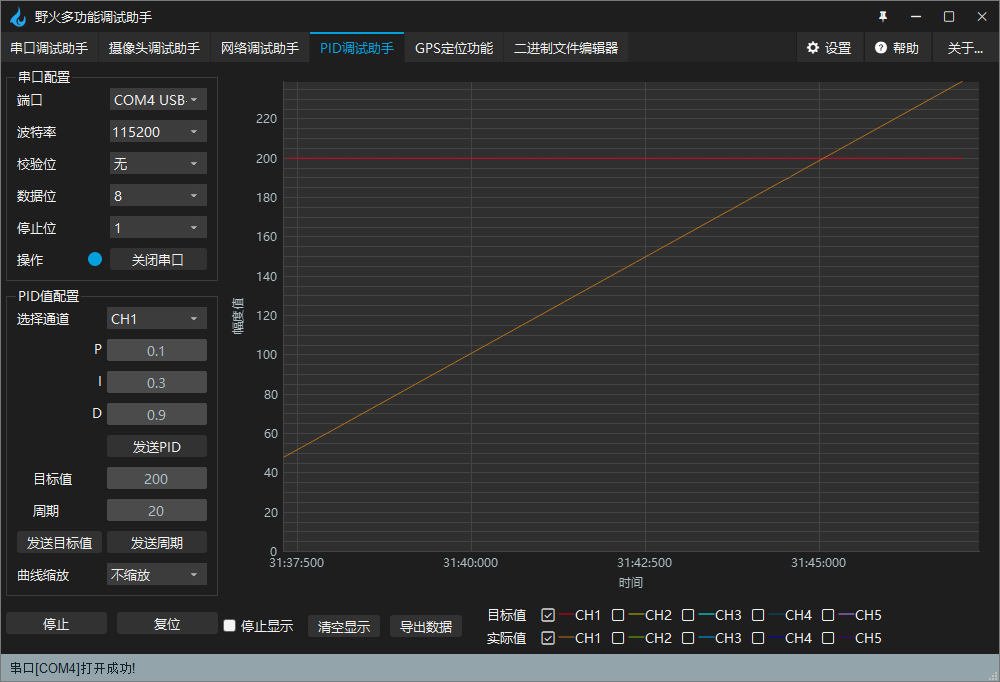 野火多功能调试助手
串口调试助手 摄像头调试助手 网络调试助手 PID调试助手 GPS定位功能 二进制文件编辑器 设置 帮助 关于...
串口配置
端口 COM4 USB-
波特率 115200
校验位 无
数据位 8
停止位 1
操作 关闭串口
PID值配置
选择通道 CH1
P 0.1
I 0.3
D 0.9
发送PID
目标值 200
周期 20
发送目标值 发送周期
曲线缩放 不缩放
停止 复位 停止显示 清空显示 导出数据
幅度值
220
200
180
160
140
120
100
80
60
40
20
0
31:37:500 31:40:000 31:42:500 31:45:000
时间
目标值 CH1 CH2 CH3 CH4 CH5
实际值 CH1 CH2 CH3 CH4 CH5
串口[COM4]打开成功!